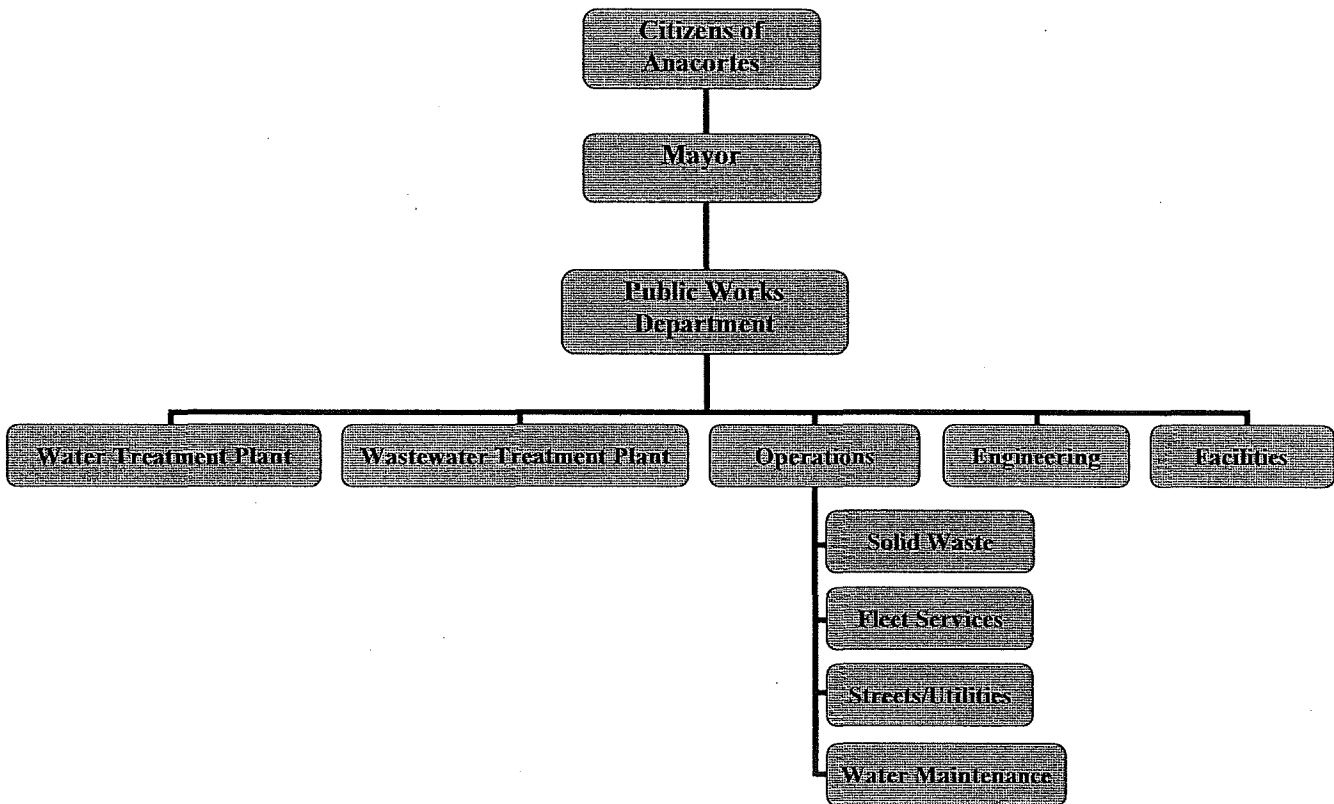 Citizens of
Anacortes
Mayor
Public Works
Department
Water Treatment Plant
Wastewater Treatment Plant
Operations
Engineering
Facilities
Solid Waste
Fleet Services
Streets/Utilities
Water Maintenance